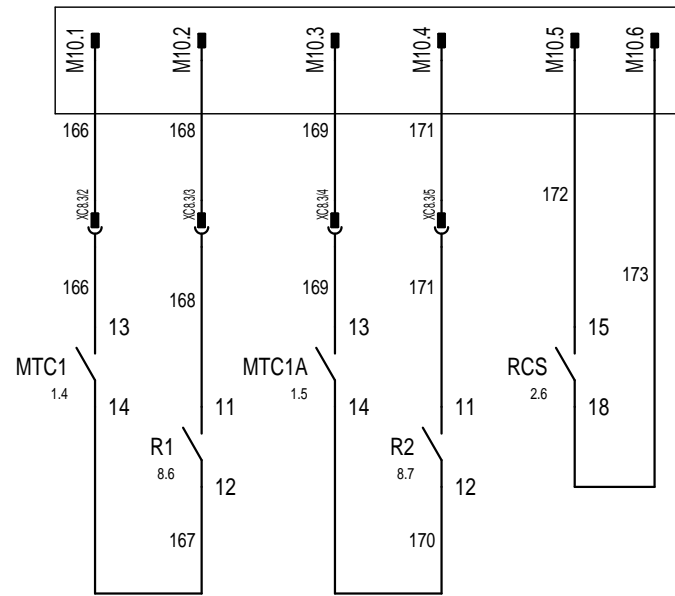 M10.1
M10.2
M10.3
M10.4
M10.5
M10.6
166
168
169
171
172
XC8.3/2
XC8.3/3
XC8.3/4
XC8.3/5
173
166
168
169
171
13
13
15
MTC1
MTC1A
RCS
1.4
1.5
2.6
14
11
14
11
18
R1
R2
8.6
8.7
12
12
167
170